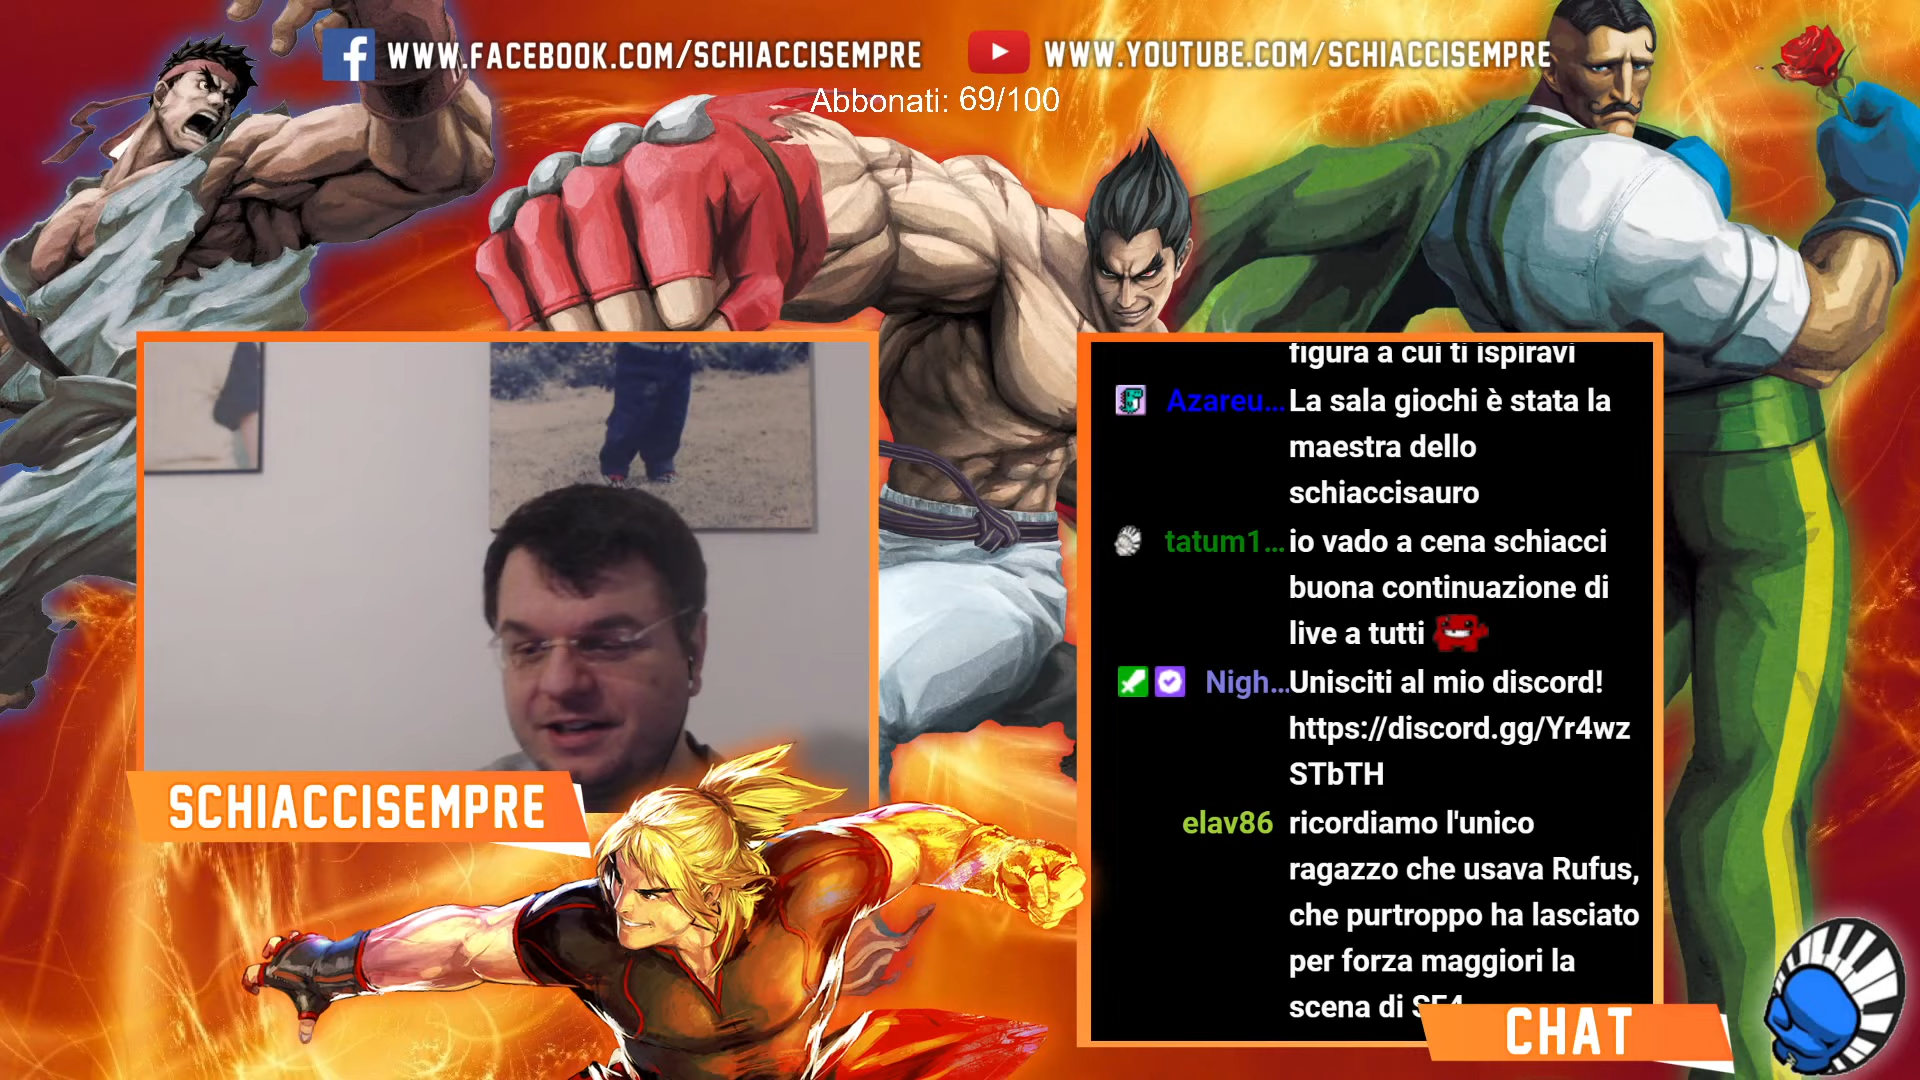 WWW.FACEBOOK.COM/SCHIACCISEMPRE
WWW.YOUTUBE.COM/SCHIACCISEMPRE
Abbonati: 69/100
figura a cui ti ispiravi
Azareu... La sala giochi è stata la
maestra dello
schiaccisauro
tatum1... io vado a cena schiacci
buona continuazione di
live a tutti
Nigh... Unisciti al mio discord!
https://discord.gg/Yr4wz
STbTH
elav86 ricordiamo l'unico
ragazzo che usava Rufus,
che purtroppo ha lasciato
per forza maggiori la
scena di SF4
SCHIACCISEMPRE
CHAT